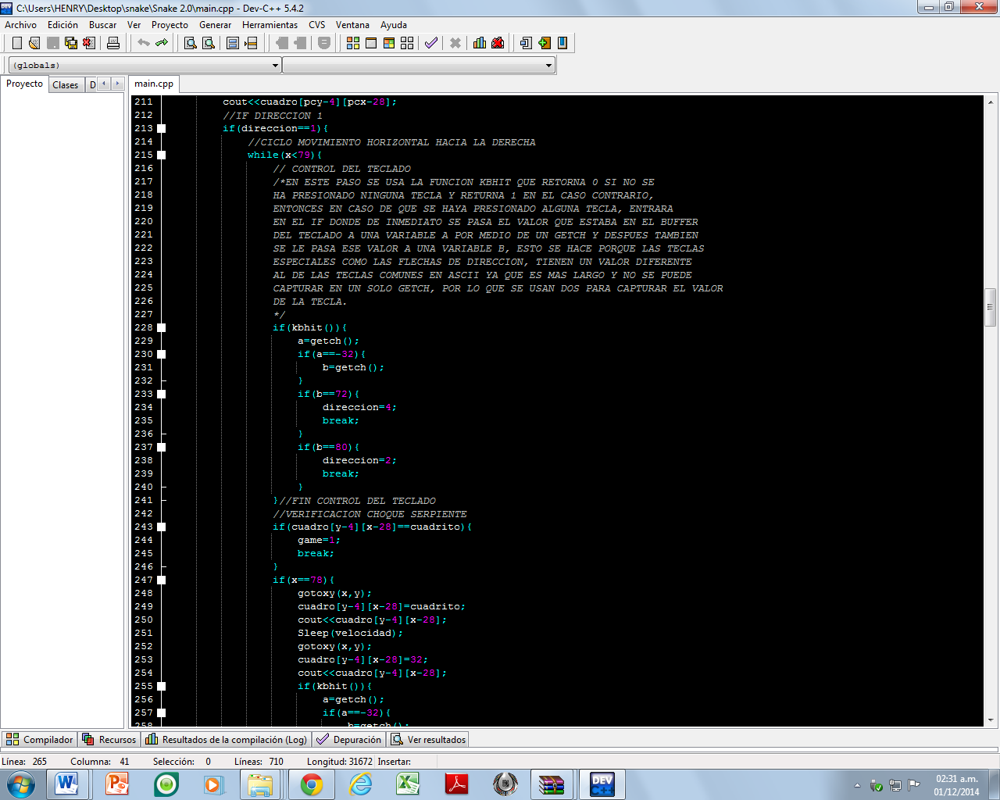 C:\Users\HENRY\Desktop\snake\Snake 2.0\main.cpp - Dev-C++ 5.4.2
Archivo Edición Buscar Ver Proyecto Generar Herramientas CVS Ventana Ayuda
(globals)
Proyecto Clases D
main.cpp
211 cout<<cuadro[pcy-4][pcx-28];
212 //IF DIRECCION 1
213 if(direccion==1){
214 //CICLO MOVIMIENTO HORIZONTAL HACIA LA DERECHA
215 while(x<79){
216 // CONTROL DEL TECLADO
217 /*EN ESTE PASO SE USA LA FUNCION KBHIT QUE RETORNA 0 SI NO SE
218 HA PRESIONADO NINGUNA TECLA Y RETURNA 1 EN EL CASO CONTRARIO,
219 ENTONCES EN CASO DE QUE SE HAYA PRESIONADO ALGUNA TECLA, ENTRARA
220 EN EL IF DONDE DE INMEDIATO SE PASA EL VALOR QUE ESTABA EN EL BUFFER
221 DEL TECLADO A UNA VARIABLE A POR MEDIO DE UN GETCH Y DESPUES TAMBIEN
222 SE LE PASA ESE VALOR A UNA VARIABLE B, ESTO SE HACE PORQUE LAS TECLAS
223 ESPECIALES COMO LAS FLECHAS DE DIRECCION, TIENEN UN VALOR DIFERENTE
224 AL DE LAS TECLAS COMUNES EN ASCII YA QUE ES MAS LARGO Y NO SE PUEDE
225 CAPTURAR EN UN SOLO GETCH, POR LO QUE SE USAN DOS PARA CAPTURAR EL VALOR
226 DE LA TECLA.
227 */
228 if(kbhit()){
229 a=getch();
230 if(a==-32){
231 b=getch();
232 }
233 if(b==72){
234 direccion=4;
235 break;
236 }
237 if(b==80){
238 direccion=2;
239 break;
240 }
241 }//FIN CONTROL DEL TECLADO
242 //VERIFICACION CHOQUE SERPIENTE
243 if(cuadro[y-4][x-28]==cuadrito){
244 game=1;
245 break;
246 }
247 if(x==78){
248 gotoxy(x,y);
249 cuadro[y-4][x-28]=cuadrito;
250 cout<<cuadro[y-4][x-28];
251 Sleep(velocidad);
252 gotoxy(x,y);
253 cuadro[y-4][x-28]=32;
254 cout<<cuadro[y-4][x-28];
255 if(kbhit()){
256 a=getch();
257 if(a==-32){
258 b=getch();
Compilador Recursos Resultados de la compilación (Log) Depuración Ver resultados
Línea: 265 Columna: 41 Selección: 0 Líneas: 710 Longitud: 31672 Insertar:
02:31 a.m.
01/12/2014